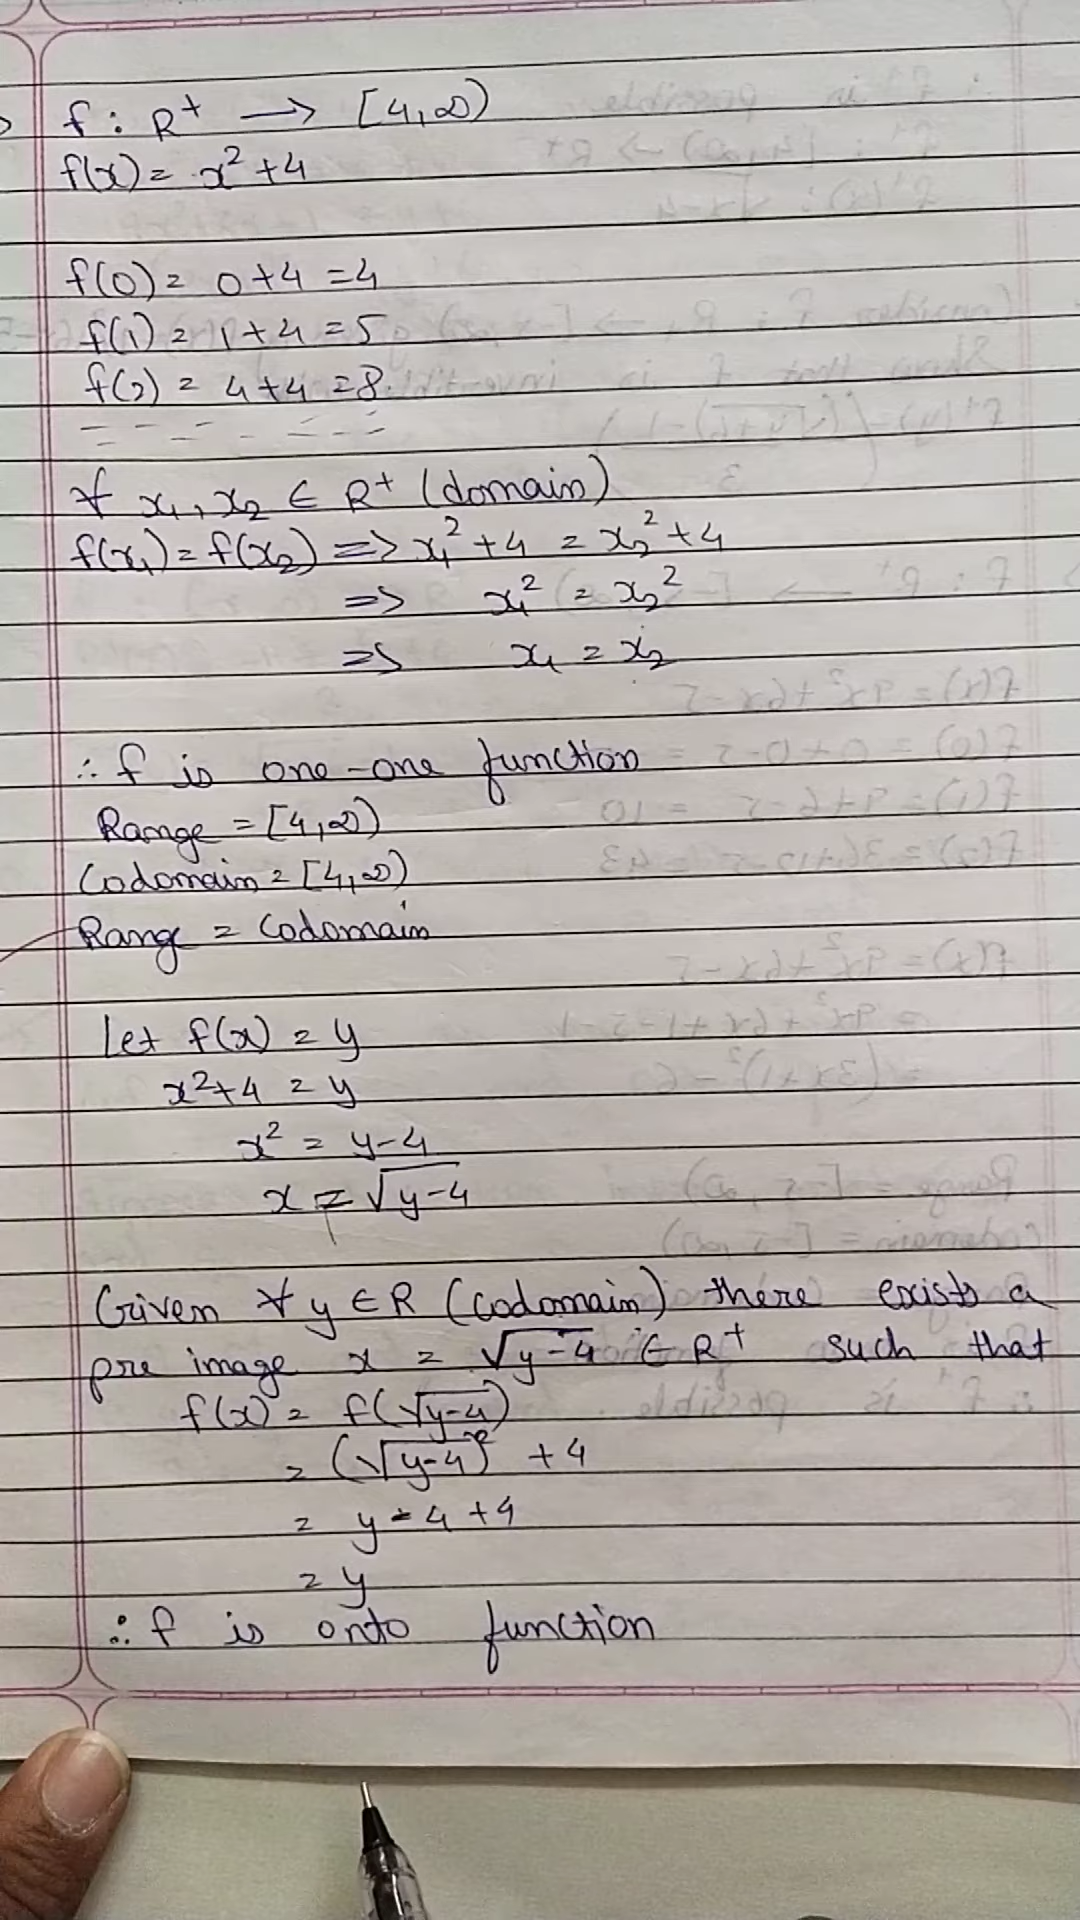 f : R⁺ → [4,∞)
f(x) = x² + 4
f(0) = 0 + 4 = 4
f(1) = 1 + 4 = 5
f(2) = 4 + 4 = 8
∀ x₁, x₂ ∈ R⁺ (domain)
f(x₁) = f(x₂) => x₁² + 4 = x₂² + 4
=> x₁² = x₂²
=> x₁ = x₂
∴ f is one-one function
Range = [4,∞)
Codomain = [4,∞)
Range = Codomain
Let f(x) = y
x² + 4 = y
x² = y-4
x = √(y-4)
Given ∀ y ∈ R (codomain) there exists a
pre image x = √(y-4) ∈ R⁺ such that
f(x) = f(√(y-4))
= (√(y-4))² + 4
= y - 4 + 4
= y
∴ f is onto function